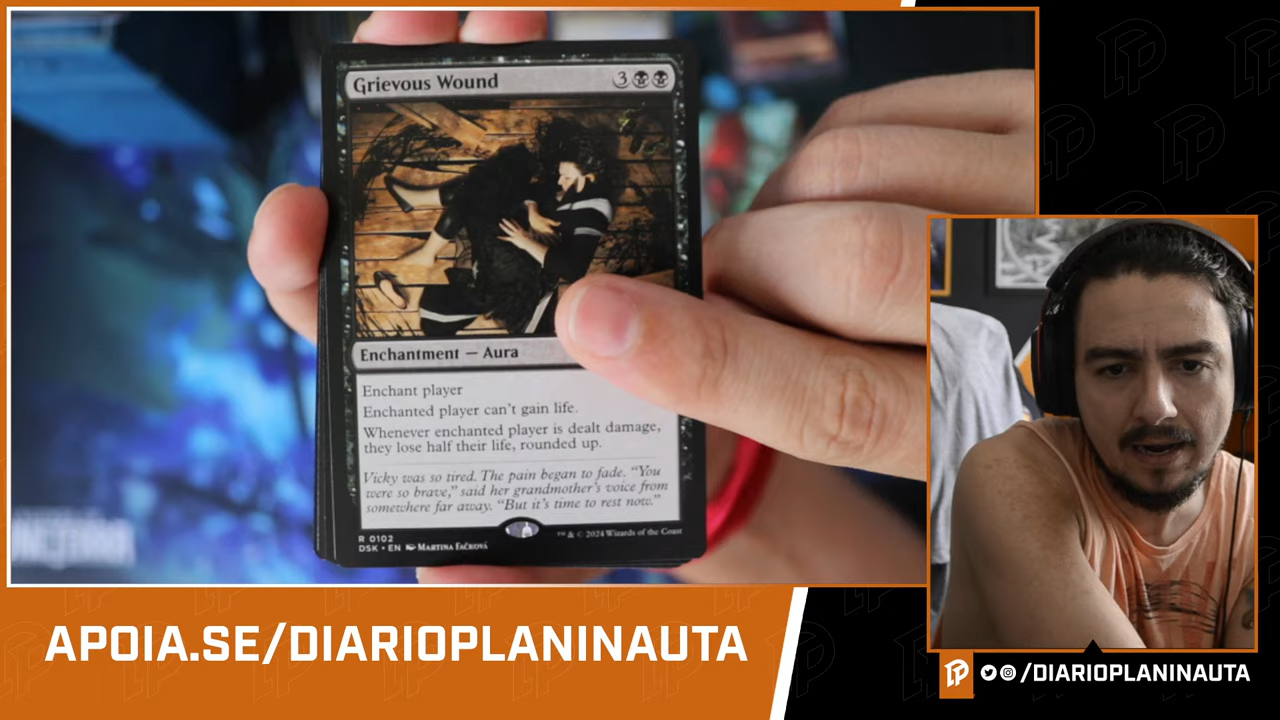 Grievous Wound 3
Enchantment — Aura
Enchant player
Enchanted player can't gain life.
Whenever enchanted player is dealt damage,
they lose half their life, rounded up.
Vicky was so tired. The pain began to fade. “You
were so brave,” said her grandmother's voice from
somewhere far away. “But it's time to rest now.”
R 0102
DSK • EN MARTINA FAČKOVÁ
™ & © 2024 Wizards of the Coast
APOIA.SE/DIARIOPLANINAUTA
/DIARIOPLANINAUTA